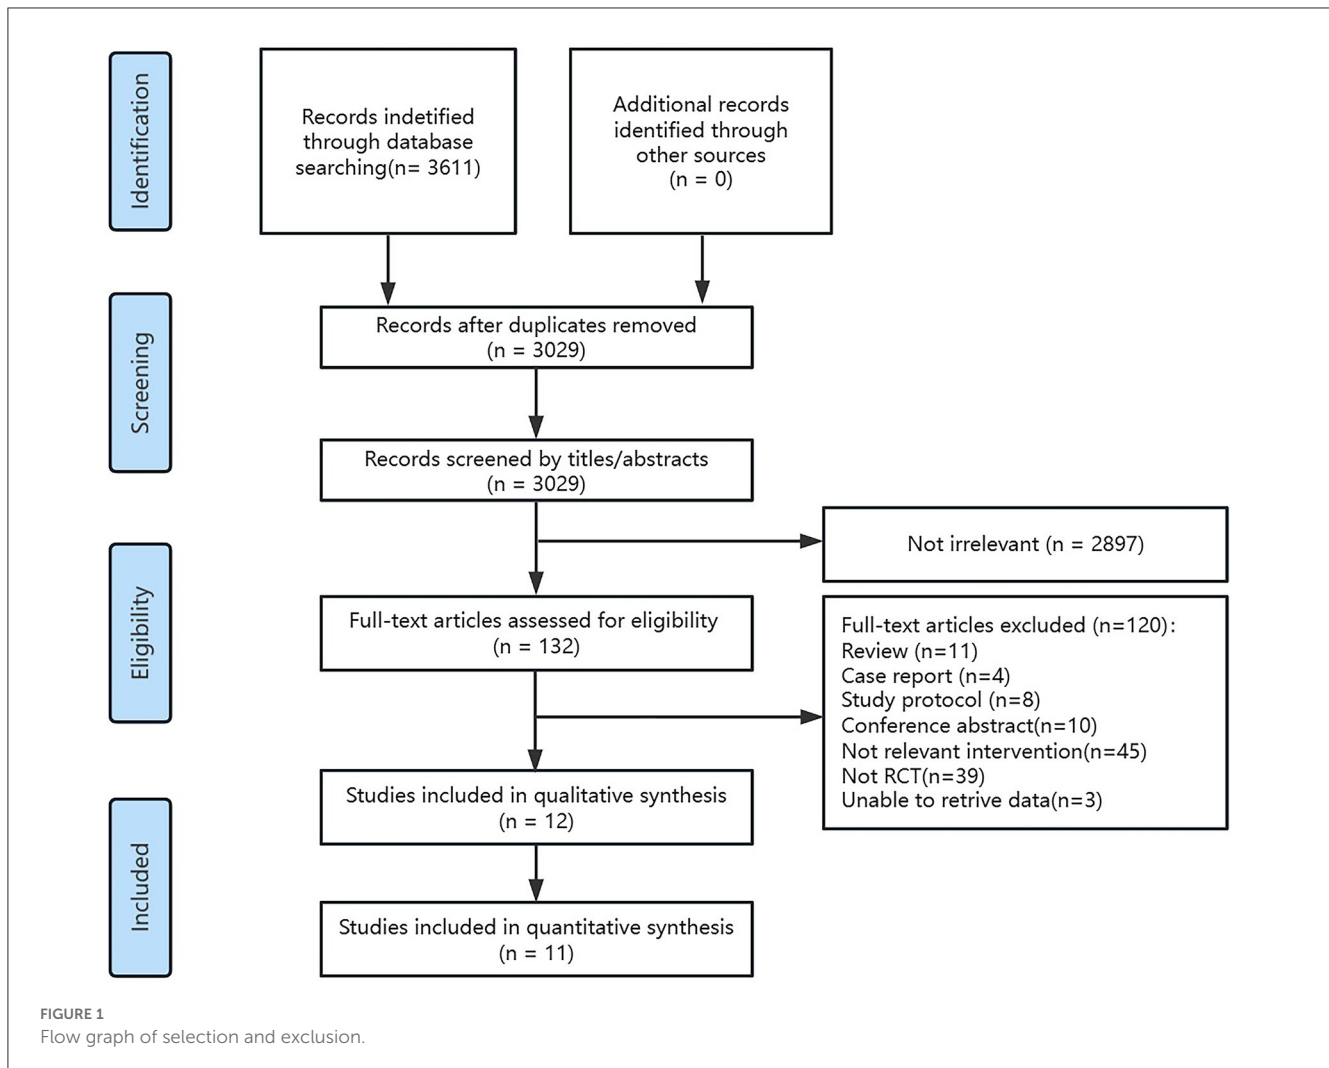 Identification
Records indetified
through database
searching(n= 3611)
Additional records
identified through
other sources
(n = 0)
Screening
Records after duplicates removed
(n = 3029)
Records screened by titles/abstracts
(n = 3029)
Not irrelevant (n = 2897)
Eligibility
Full-text articles assessed for eligibility
(n = 132)
Full-text articles excluded (n=120):
Review (n=11)
Case report (n=4)
Study protocol (n=8)
Conference abstract(n=10)
Not relevant intervention(n=45)
Not RCT(n=39)
Unable to retrive data(n=3)
Included
Studies included in qualitative synthesis
(n = 12)
Studies included in quantitative synthesis
(n = 11)
FIGURE 1
Flow graph of selection and exclusion.